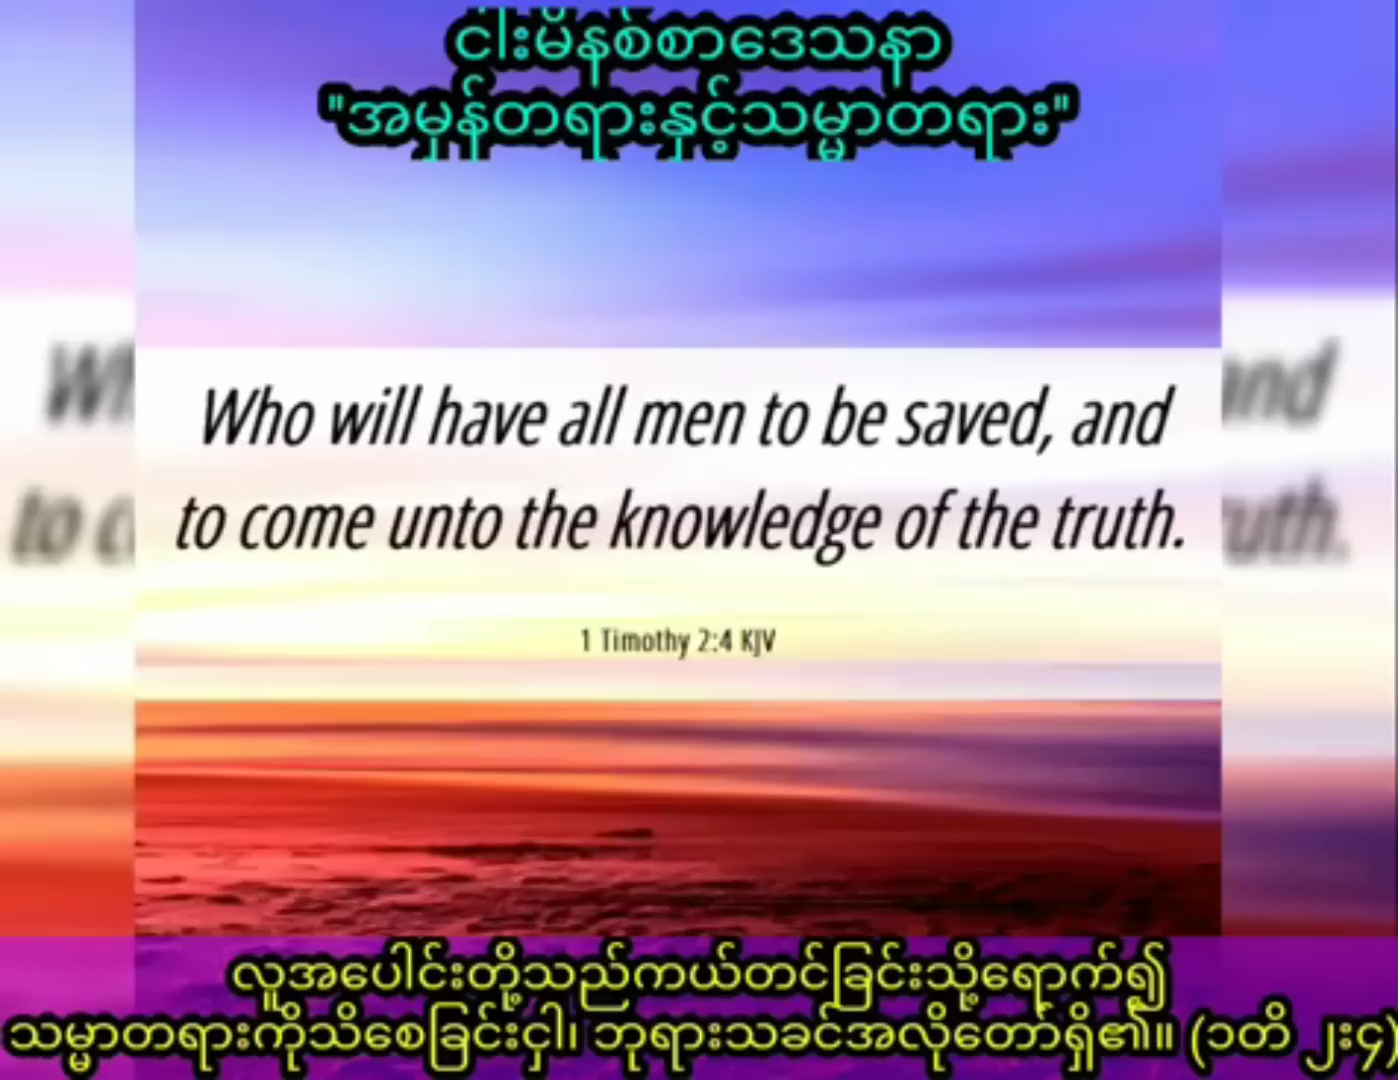 ငါးမိနစ်စာဒေသနာ
"အမှန်တရားနှင့်သမ္မာတရား"
Who will have all men to be saved, and
to come unto the knowledge of the truth.
1 Timothy 2:4 KJV
လူအပေါင်းတို့သည်ကယ်တင်ခြင်းသို့ရောက်၍
သမ္မာတရားကိုသိစေခြင်းငှါ၊ ဘုရားသခင်အလိုတော်ရှိ၏။ (၁တိ ၂း၄)